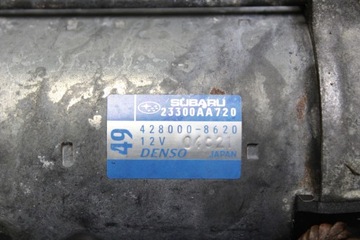 SUBARU
23300AA720
49
428000-8620
12V
DENSO JAPAN